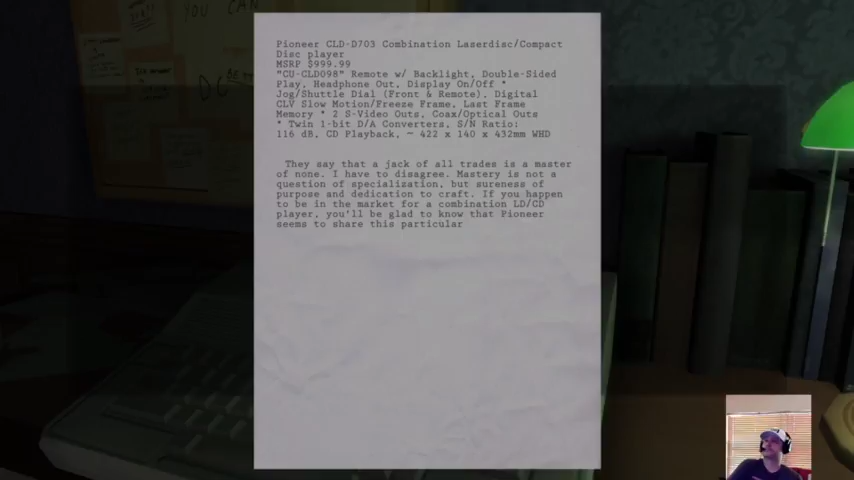 YOU CAN
Pioneer CLD-D703 Combination Laserdisc/Compact
Disc player
MSRP $999.99
"CU-CLD098" Remote w/ Backlight, Double-Sided
Play, Headphone Out, Display On/Off *
Jog/Shuttle Dial (Front & Remote), Digital
CLV Slow Motion/Freeze Frame, Last Frame
Memory * 2 S-Video Outs, Coax/Optical Outs
* Twin 1-bit D/A Converters, S/N Ratio:
116 dB, CD Playback, ~ 422 x 140 x 432mm WHD
They say that a jack of all trades is a master
of none. I have to disagree. Mastery is not a
question of specialization, but sureness of
purpose and dedication to craft. If you happen
to be in the market for a combination LD/CD
player, you'll be glad to know that Pioneer
seems to share this particular